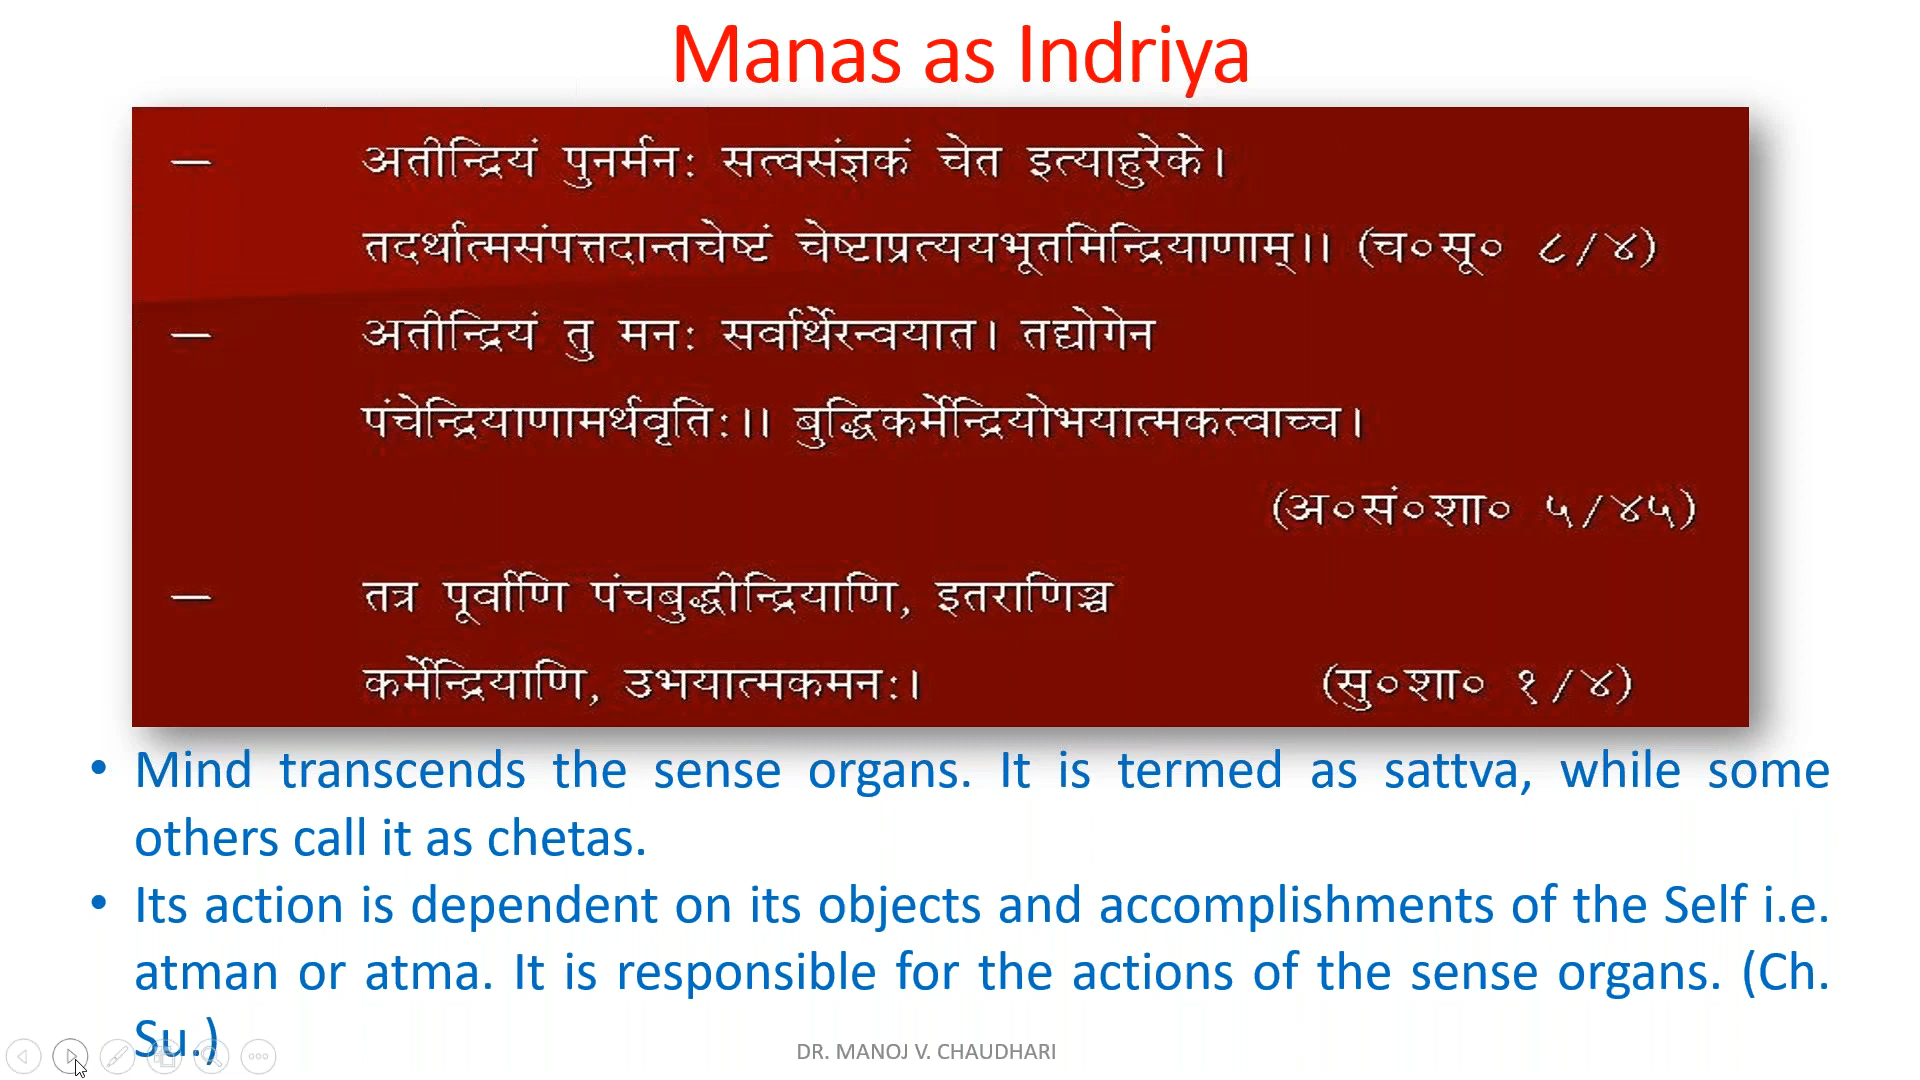 Manas as Indriya
— अतीन्द्रियं पुनर्मनः सत्वसंज्ञकं चेत इत्याहुरेके।
तदर्थात्मसंपत्तदान्तचेष्टं चेष्टाप्रत्ययभूतमिन्द्रियाणाम्।। (च०सू० ८/४)
— अतीन्द्रियं तु मनः सर्वार्थेरन्वयात। तद्योगेन
पंचेन्द्रियाणामर्थवृतिः।। बुद्धिकर्मेन्द्रियोभयात्मकत्वाच्च।
(अ०सं०शा० ५/४५)
— तत्र पूर्वाणि पंचबुद्धीन्द्रियाणि, इतराणिञ्च
कर्मेन्द्रियाणि, उभयात्मकमनः। (सु०शा० १/४)
• Mind transcends the sense organs. It is termed as sattva, while some
others call it as chetas.
• Its action is dependent on its objects and accomplishments of the Self i.e.
atman or atma. It is responsible for the actions of the sense organs. (Ch.
Su.)
DR. MANOJ V. CHAUDHARI